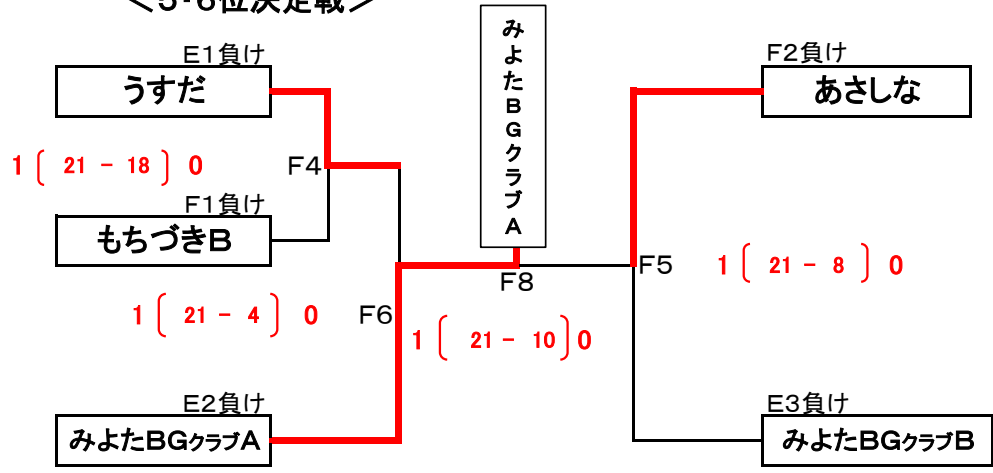 ＜5・6位決定戦＞
みよたBGクラブA
E1負け
うすだ
F2負け
あさしな
1 ( 21 － 18 ) 0
F4
F1負け
もちづきB
F5
1 ( 21 － 8 ) 0
F8
1 ( 21 － 4 ) 0
F6
1 ( 21 － 10 ) 0
E2負け
みよたBGクラブA
E3負け
みよたBGクラブB